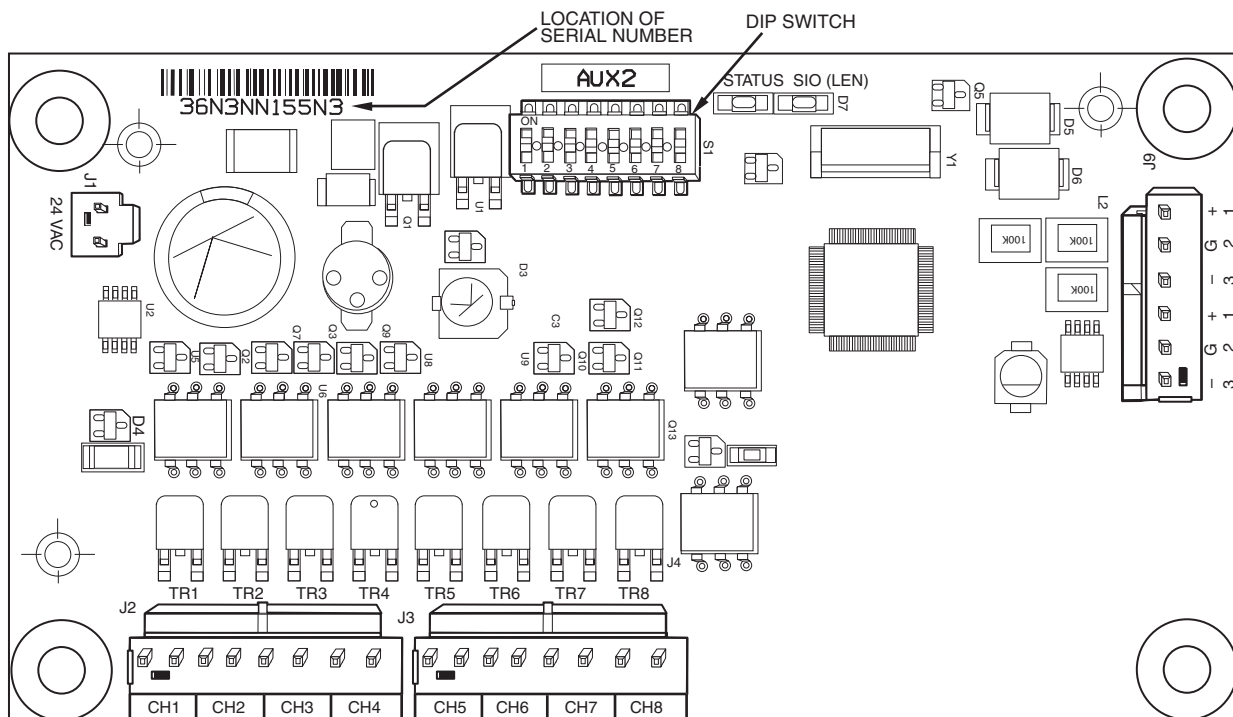 LOCATION OF
SERIAL NUMBER
DIP SWITCH
36N3NN155N3
AUX2
STATUS SIO (LEN)
D7
Q5
D5
D6
J6
ON
1 2 3 4 5 6 7 8
S1
Y1
L2
J1
24 VAC
Q1
U1
D3
100K
100K
100K
+ 1
G 2
– 3
+ 1
G 2
– 3
U2
U5
Q2
Q7
Q3
Q9
U8
U9
C3
Q10
Q12
Q11
U6
D4
Q13
J4
TR1 TR2 TR3 TR4 TR5 TR6 TR7 TR8
J2
J3
CH1 CH2 CH3 CH4 CH5 CH6 CH7 CH8